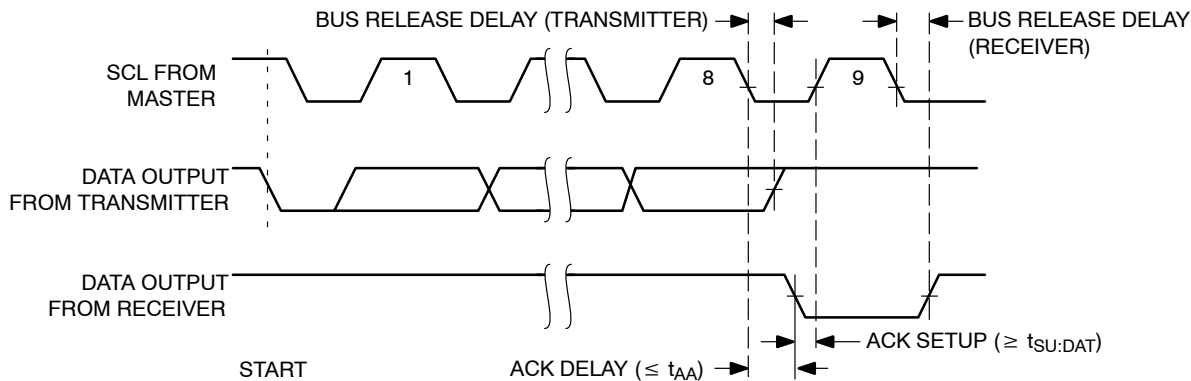 BUS RELEASE DELAY (TRANSMITTER)
BUS RELEASE DELAY
(RECEIVER)
SCL FROM
MASTER
1
8
9
DATA OUTPUT
FROM TRANSMITTER
DATA OUTPUT
FROM RECEIVER
ACK SETUP (≥ tSU:DAT)
START
ACK DELAY (≤ tAA)